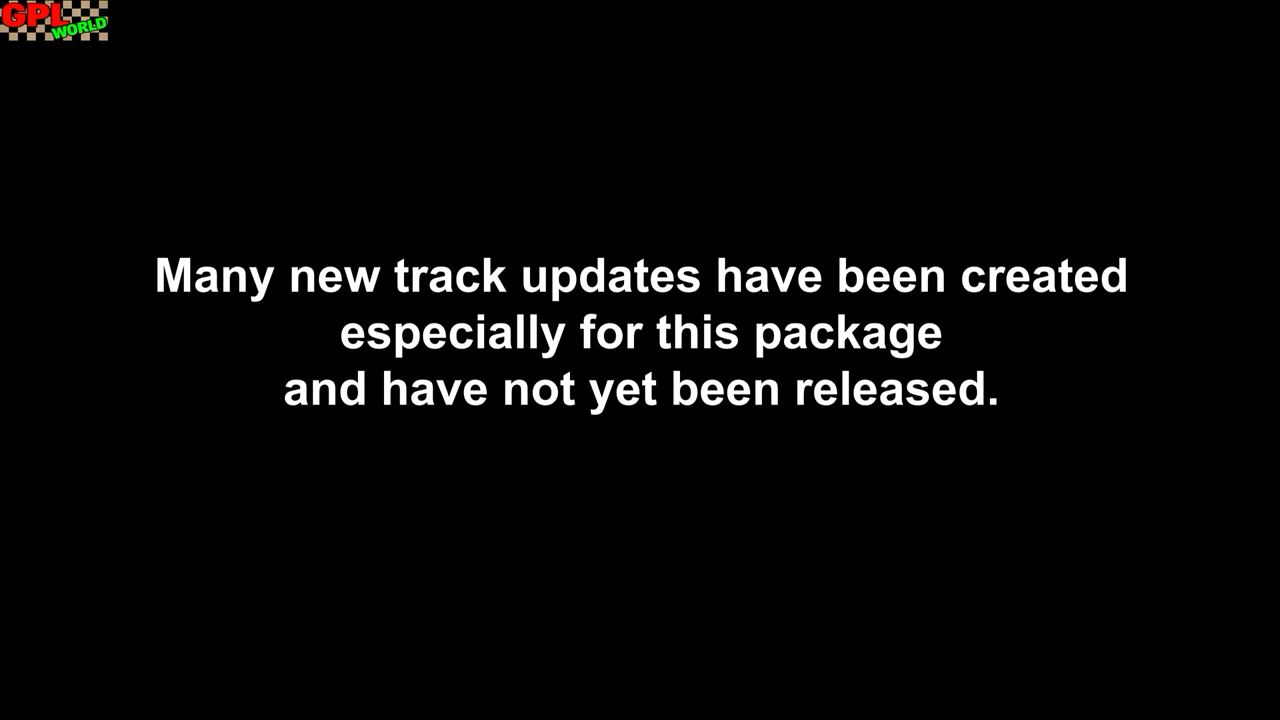 GPL
WORLD
Many new track updates have been created
especially for this package
and have not yet been released.